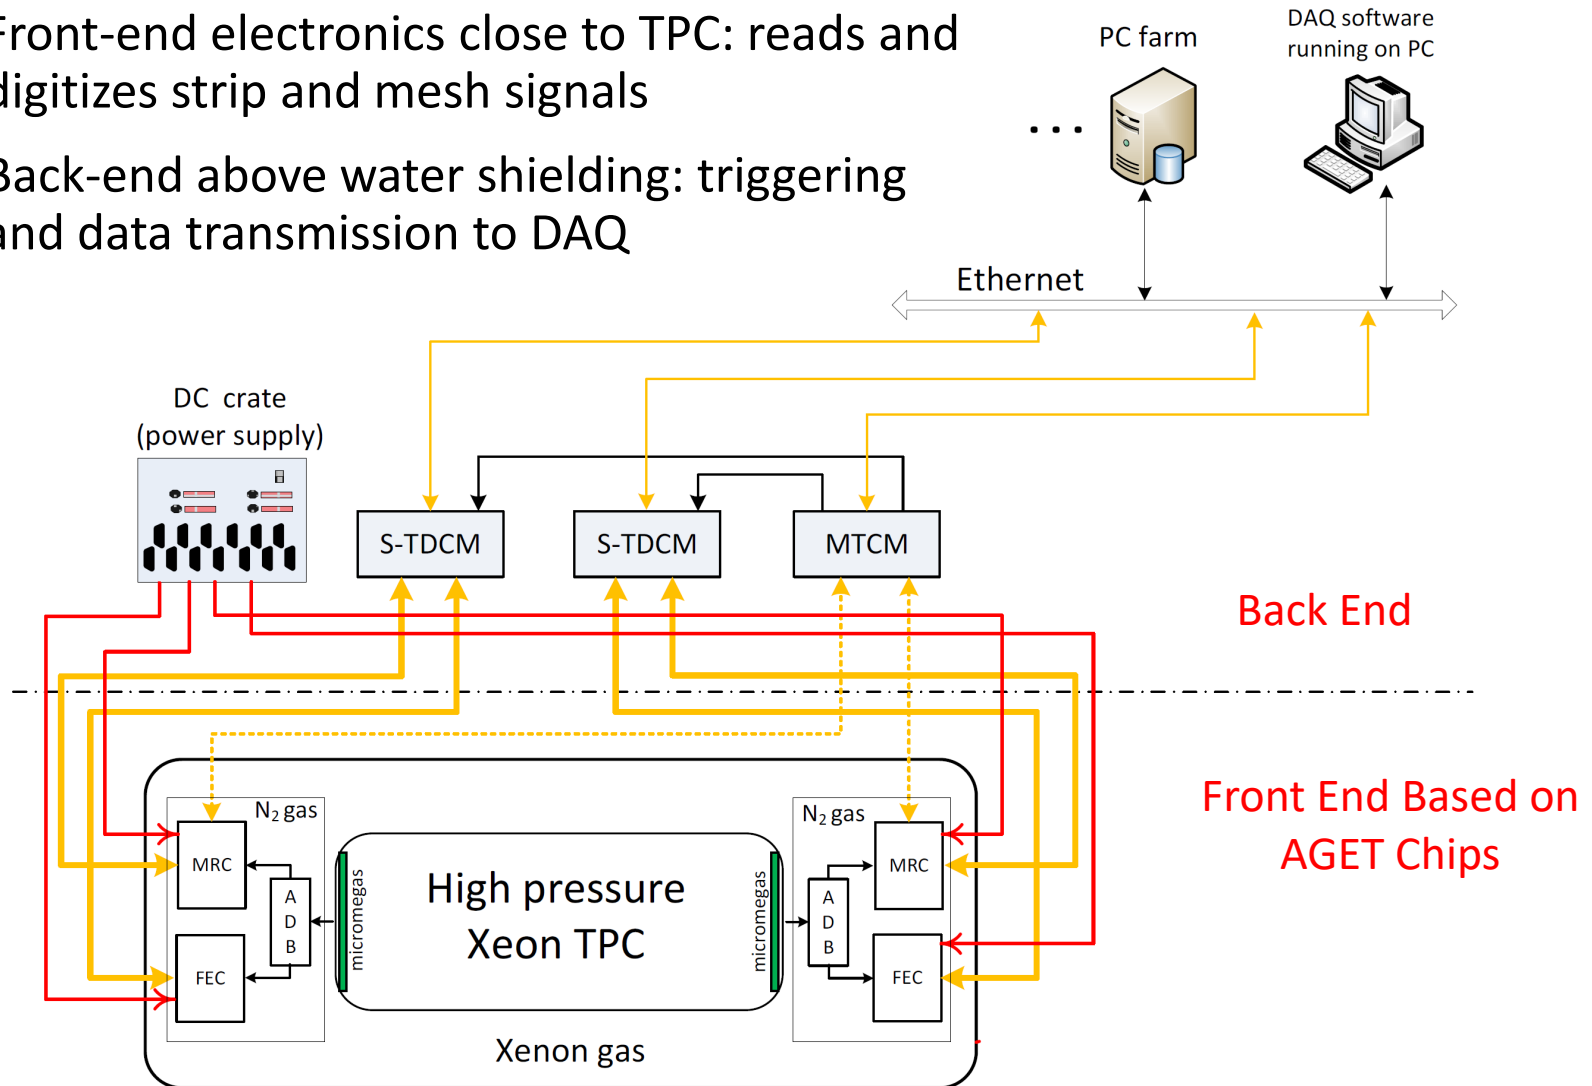 Front-end electronics close to TPC: reads and
digitizes strip and mesh signals
Back-end above water shielding: triggering
and data transmission to DAQ
PC farm
DAQ software
running on PC
...
Ethernet
DC crate
(power supply)
S-TDCM
S-TDCM
MTCM
Back End
Front End Based on
AGET Chips
N2 gas
N2 gas
MRC
A
D
B
FEC
micromegas
High pressure
Xeon TPC
micromegas
A
D
B
MRC
FEC
Xenon gas